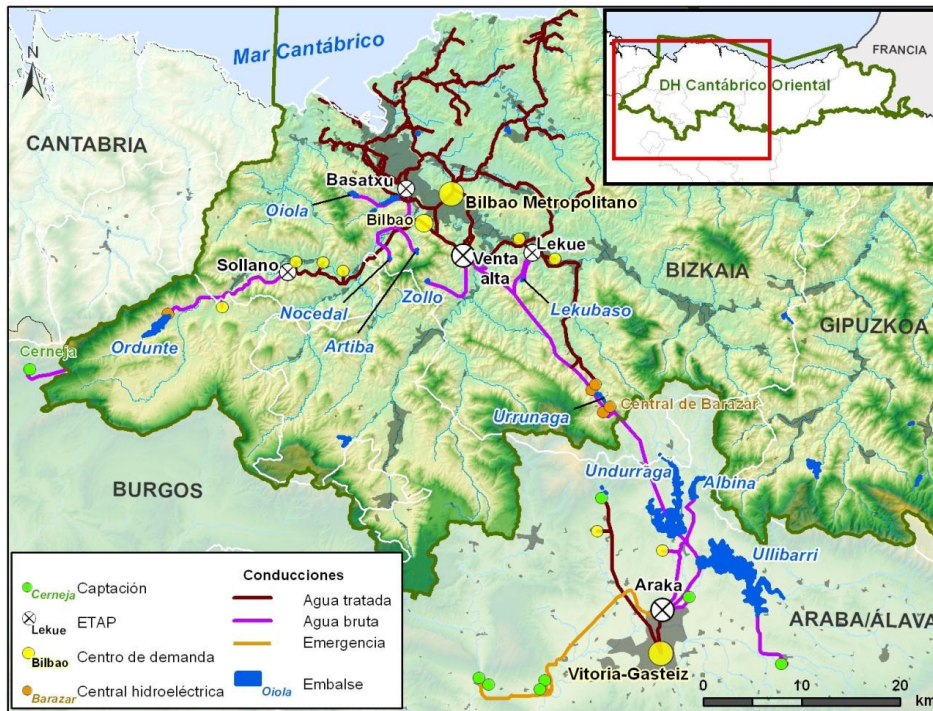 Mar Cantábrico
FRANCIA
DH Cantábrico Oriental
N
CANTABRIA
Basatxu
Oiola
Bilbao
Bilbao Metropolitano
Sollano
Lekue
Venta
alta
BIZKAIA
Nocedal
Zollo
Lekubaso
Artiba
Ordunte
GIPUZKOA
Cerneja
Urrunaga
Central de Barazar
BURGOS
Undurraga
Albina
Ullibarri
Araka
ARABA/ÁLAVA
Vitoria-Gasteiz
Cerneja
Captación
Lekue
ETAP
Bilbao
Centro de demanda
Barazar
Central hidroeléctrica
Conducciones
Agua tratada
Agua bruta
Emergencia
Oiola
Embalse
0 10 20
km